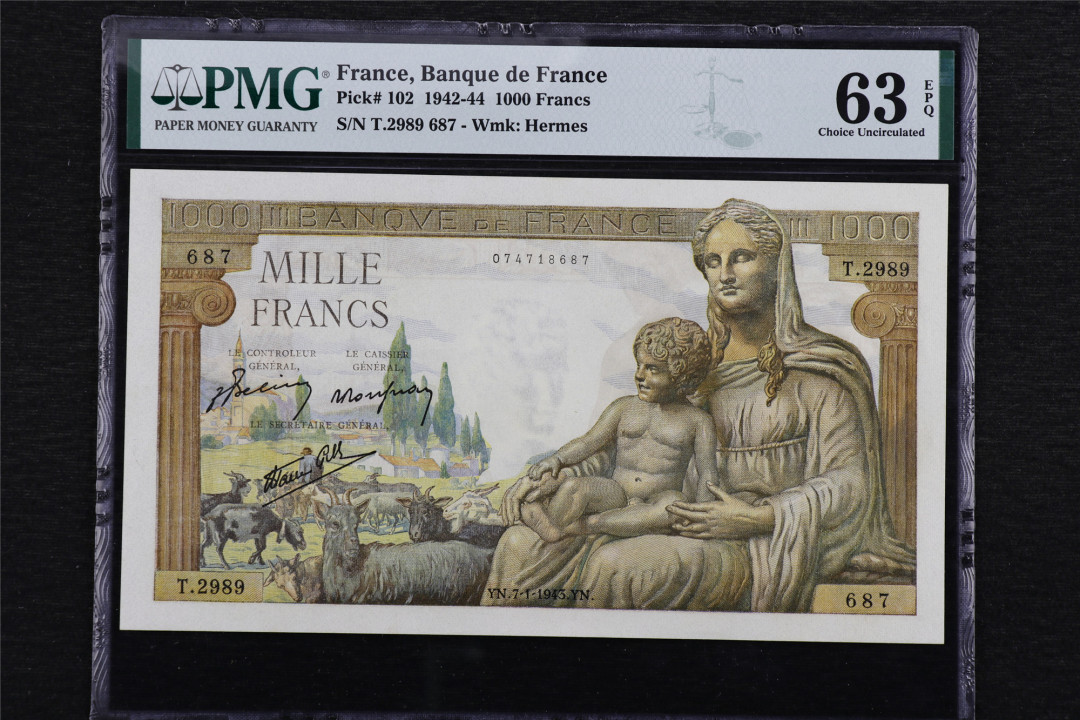 PMG®
PAPER MONEY GUARANTY
France, Banque de France
Pick# 102 1942-44 1000 Francs
S/N T.2989 687 - Wmk: Hermes
63 EPQ
Choice Uncirculated
1000 BANQVE DE FRANCE 1000
687
MILLE
FRANCS
074718687
T.2989
LE CONTROLEUR
GÉNÉRAL,
LE CAISSIER
GÉNÉRAL,
LE SECRÉTAIRE GÉNÉRAL,
T.2989
YN.7-1-1943.YN.
687